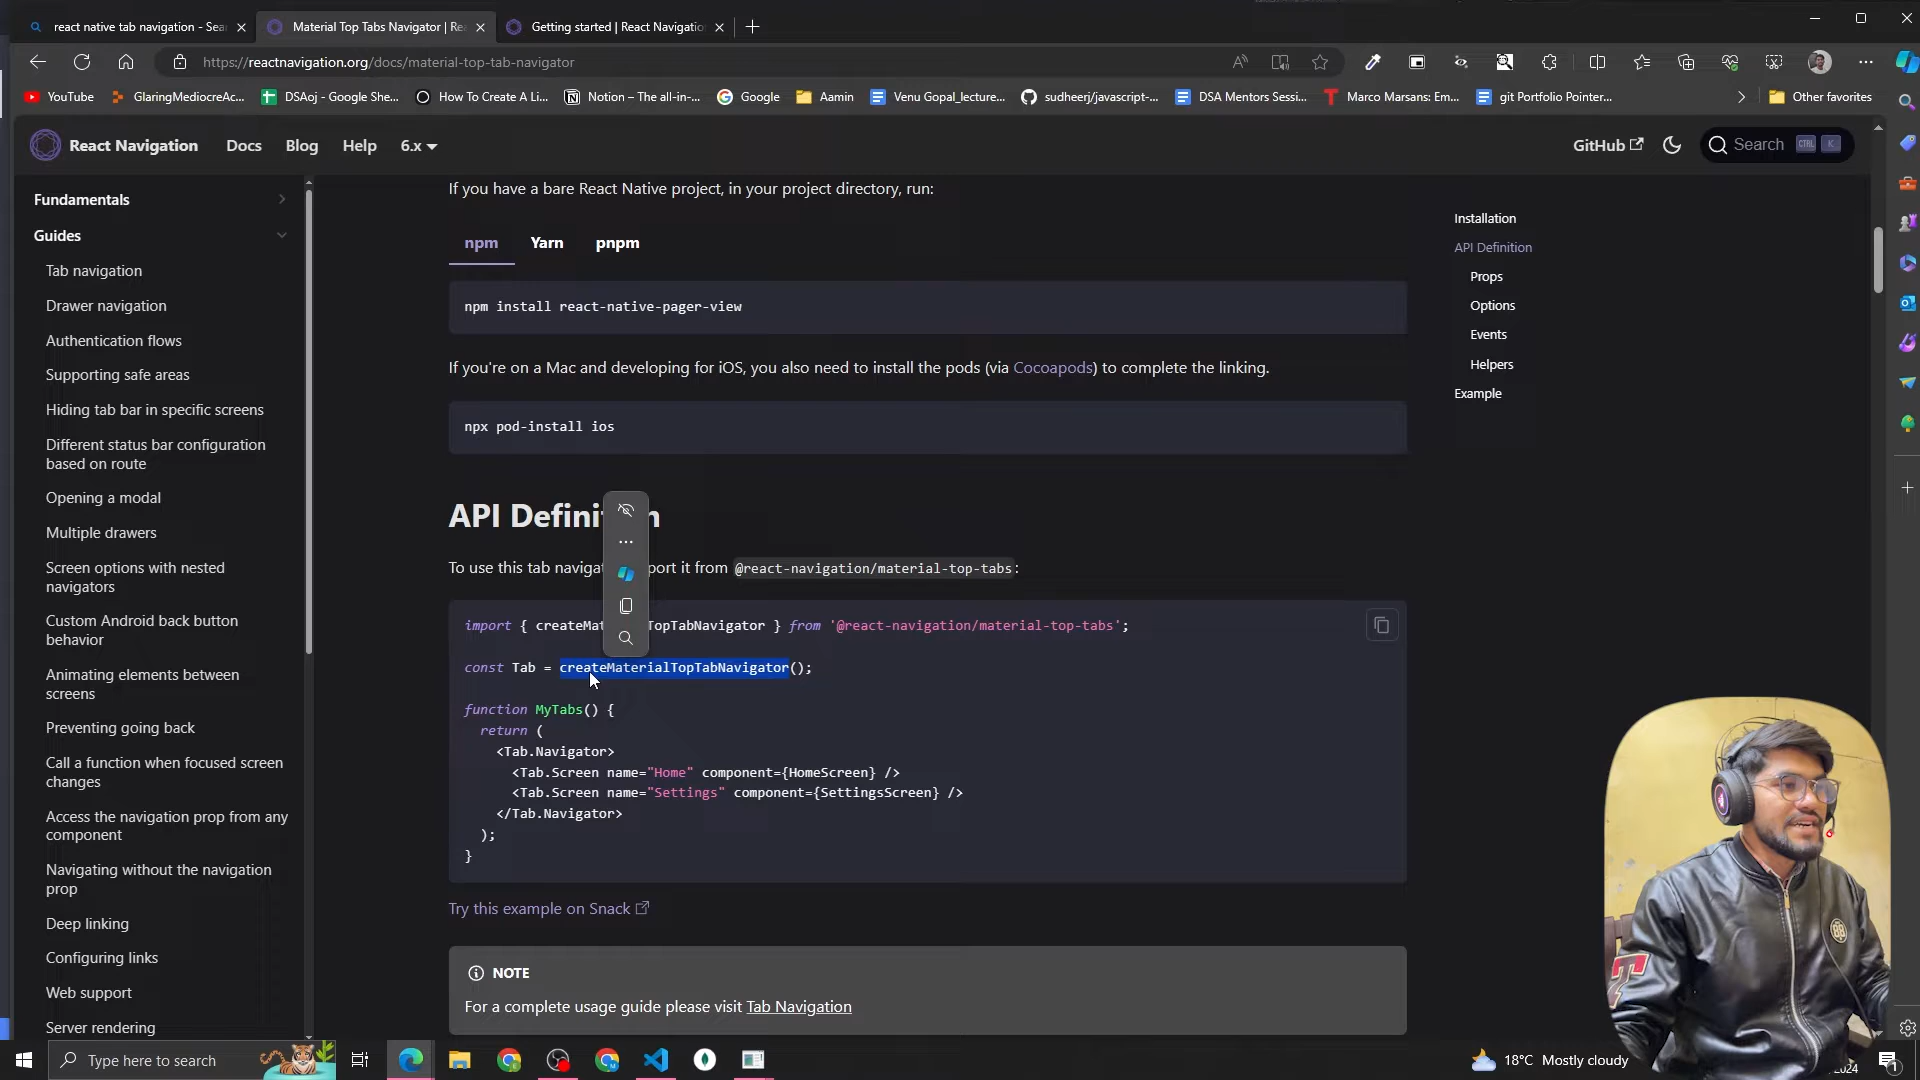 react native tab navigation - Sea
Material Top Tabs Navigator | Re
Getting started | React Navigatio
https://reactnavigation.org/docs/material-top-tab-navigator
YouTube
GlaringMediocreAc...
DSAoj - Google She...
How To Create A Li...
Notion – The all-in-...
Google
Aamin
Venu Gopal_lecture...
sudheerj/javascript-...
DSA Mentors Sessi...
Marco Marsans: Em...
git Portfolio Pointer...
Other favorites
React Navigation
Docs
Blog
Help
6.x
GitHub
Search
CTRL K
Fundamentals
Guides
Tab navigation
Drawer navigation
Authentication flows
Supporting safe areas
Hiding tab bar in specific screens
Different status bar configuration
based on route
Opening a modal
Multiple drawers
Screen options with nested
navigators
Custom Android back button
behavior
Animating elements between
screens
Preventing going back
Call a function when focused screen
changes
Access the navigation prop from any
component
Navigating without the navigation
prop
Deep linking
Configuring links
Web support
Server rendering
If you have a bare React Native project, in your project directory, run:
npm Yarn pnpm
npm install react-native-pager-view
If you're on a Mac and developing for iOS, you also need to install the pods (via Cocoapods) to complete the linking.
npx pod-install ios
API Defini n
To use this tab navigat port it from @react-navigation/material-top-tabs:
import { createMa TopTabNavigator } from '@react-navigation/material-top-tabs';
const Tab = createMaterialTopTabNavigator();
function MyTabs() {
return (
<Tab.Navigator>
<Tab.Screen name="Home" component={HomeScreen} />
<Tab.Screen name="Settings" component={SettingsScreen} />
</Tab.Navigator>
);
}
Try this example on Snack
NOTE
For a complete usage guide please visit Tab Navigation
Installation
API Definition
Props
Options
Events
Helpers
Example
Type here to search
18°C Mostly cloudy
2024
1